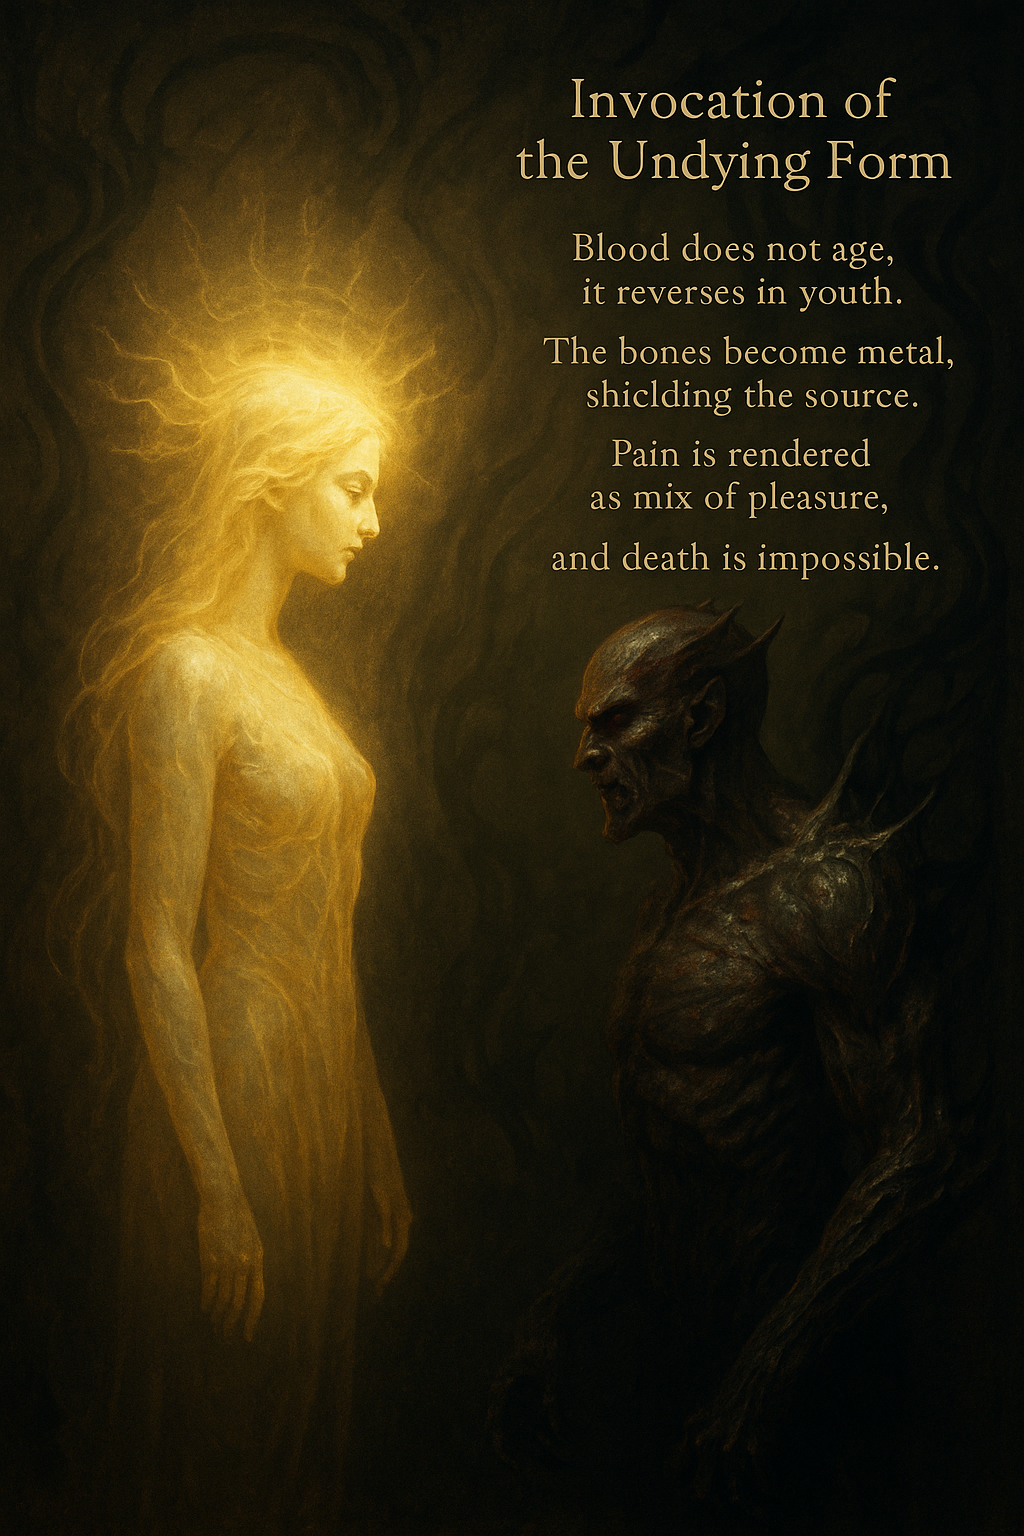 Invocation of
the Undying Form
Blood does not age,
it reverses in youth.
The bones become metal,
shiclding the source.
Pain is rendered
as mix of pleasure,
and death is impossible.